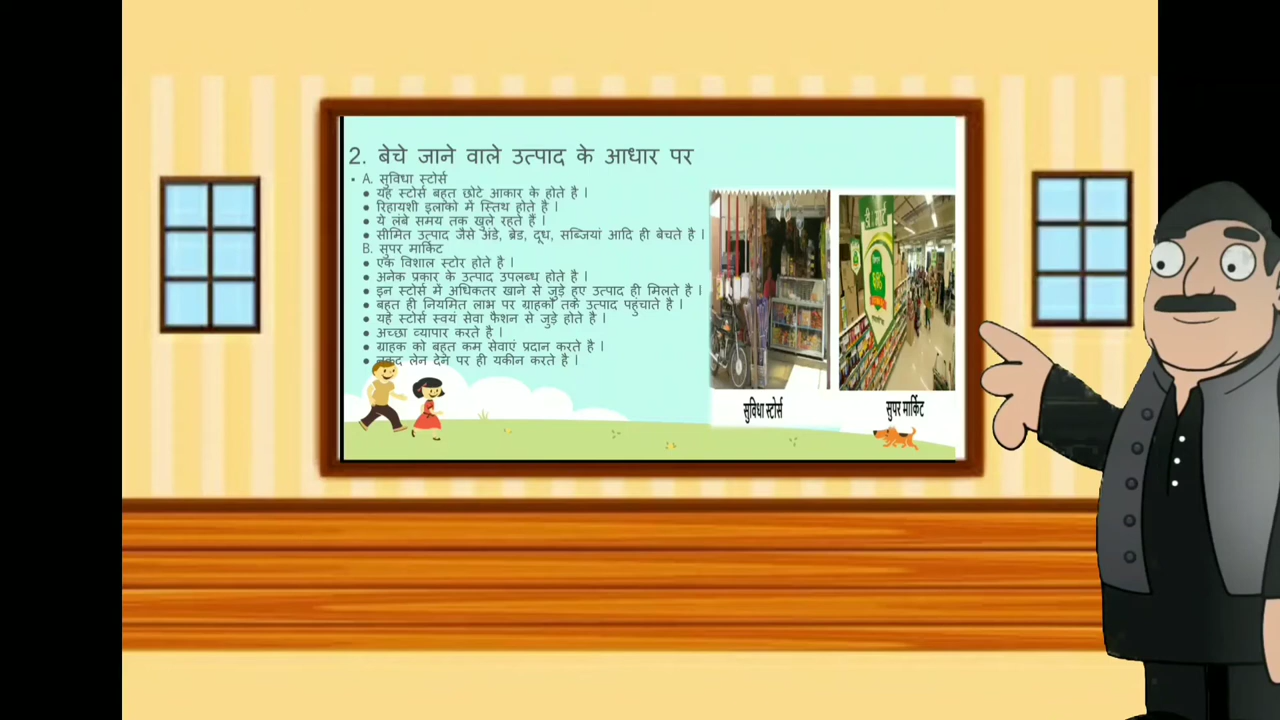 2. बेचे जाने वाले उत्पाद के आधार पर
• A. सुविधा स्टोर्स
● यह स्टोर्स बहुत छोटे आकार के होते है ।
● रिहायशी इलाको में स्तिथ होते है ।
● ये लंबे समय तक खुले रहते हैं ।
● सीमित उत्पाद जैसे अंडे, ब्रेड, दूध, सब्जियां आदि ही बेचते है ।
B. सुपर मार्किट
● एक विशाल स्टोर होते है ।
● अनेक प्रकार के उत्पाद उपलब्ध होते है ।
● इन स्टोर्स में अधिकतर खाने से जुड़े हुए उत्पाद ही मिलते है ।
● बहुत ही नियमित लाभ पर ग्राहकों तक उत्पाद पहुंचाते है ।
● यह स्टोर्स स्वयं सेवा फैशन से जुड़े होते है ।
● अच्छा व्यापार करते है ।
● ग्राहक को बहुत कम सेवाएं प्रदान करते है ।
● नकद लेन देन पर ही यकीन करते है ।
डी मार्ट
सुविधा स्टोर्स
सुपर मार्किट